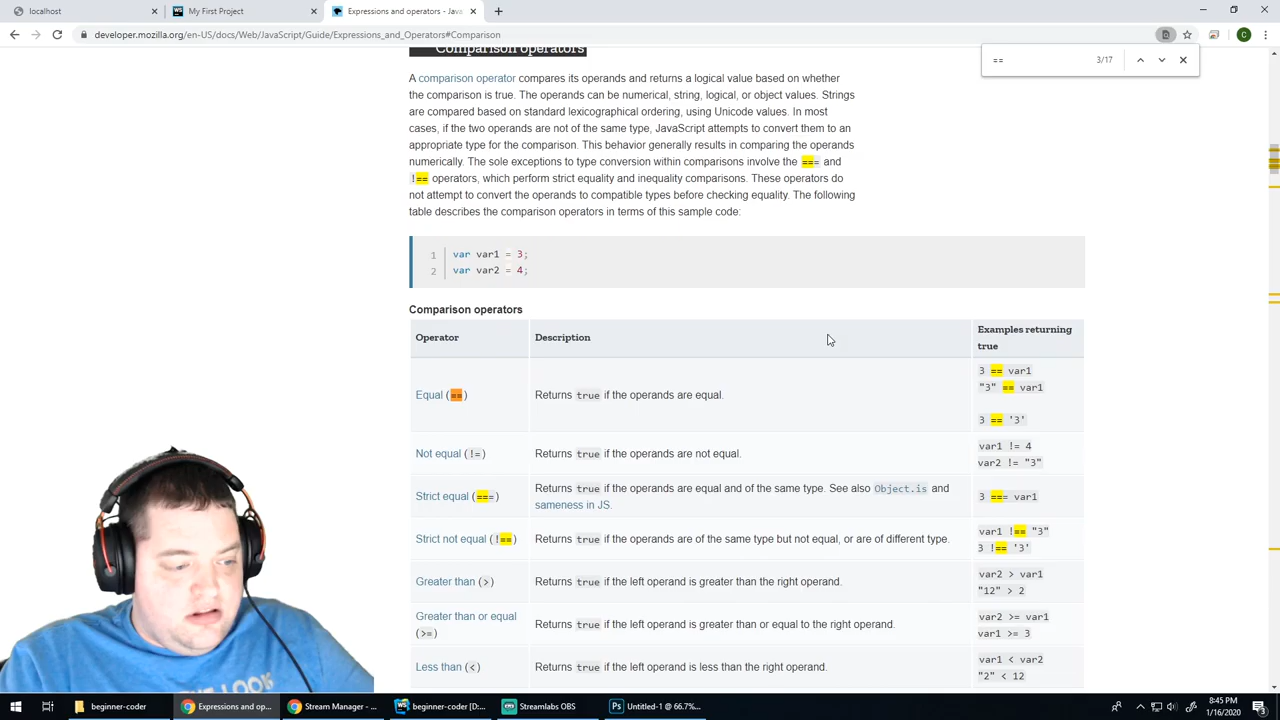 localhost
My First Project
Expressions and operators - Java
developer.mozilla.org/en-US/docs/Web/JavaScript/Guide/Expressions_and_Operators#Comparison
C
==
3/17
Comparison operators
A comparison operator compares its operands and returns a logical value based on whether
the comparison is true. The operands can be numerical, string, logical, or object values. Strings
are compared based on standard lexicographical ordering, using Unicode values. In most
cases, if the two operands are not of the same type, JavaScript attempts to convert them to an
appropriate type for the comparison. This behavior generally results in comparing the operands
numerically. The sole exceptions to type conversion within comparisons involve the === and
!== operators, which perform strict equality and inequality comparisons. These operators do
not attempt to convert the operands to compatible types before checking equality. The following
table describes the comparison operators in terms of this sample code:
1 var var1 = 3;
2 var var2 = 4;
Comparison operators
Operator Description Examples returning
true
Equal (==) Returns true if the operands are equal. 3 == var1
"3" == var1
3 == '3'
Not equal (!=) Returns true if the operands are not equal. var1 != 4
var2 != "3"
Strict equal (===) Returns true if the operands are equal and of the same type. See also Object.is and
sameness in JS.
3 === var1
Strict not equal (!==) Returns true if the operands are of the same type but not equal, or are of different type. var1 !== "3"
3 !== '3'
Greater than (>) Returns true if the left operand is greater than the right operand. var2 > var1
"12" > 2
Greater than or equal
(>=)
Returns true if the left operand is greater than or equal to the right operand. var2 >= var1
var1 >= 3
Less than (<) Returns true if the left operand is less than the right operand. var1 < var2
"2" < 12
beginner-coder
Expressions and op...
Stream Manager - ...
beginner-coder [D:...
Streamlabs OBS
Untitled-1 @ 66.7%...
8:45 PM
1/16/2020
3